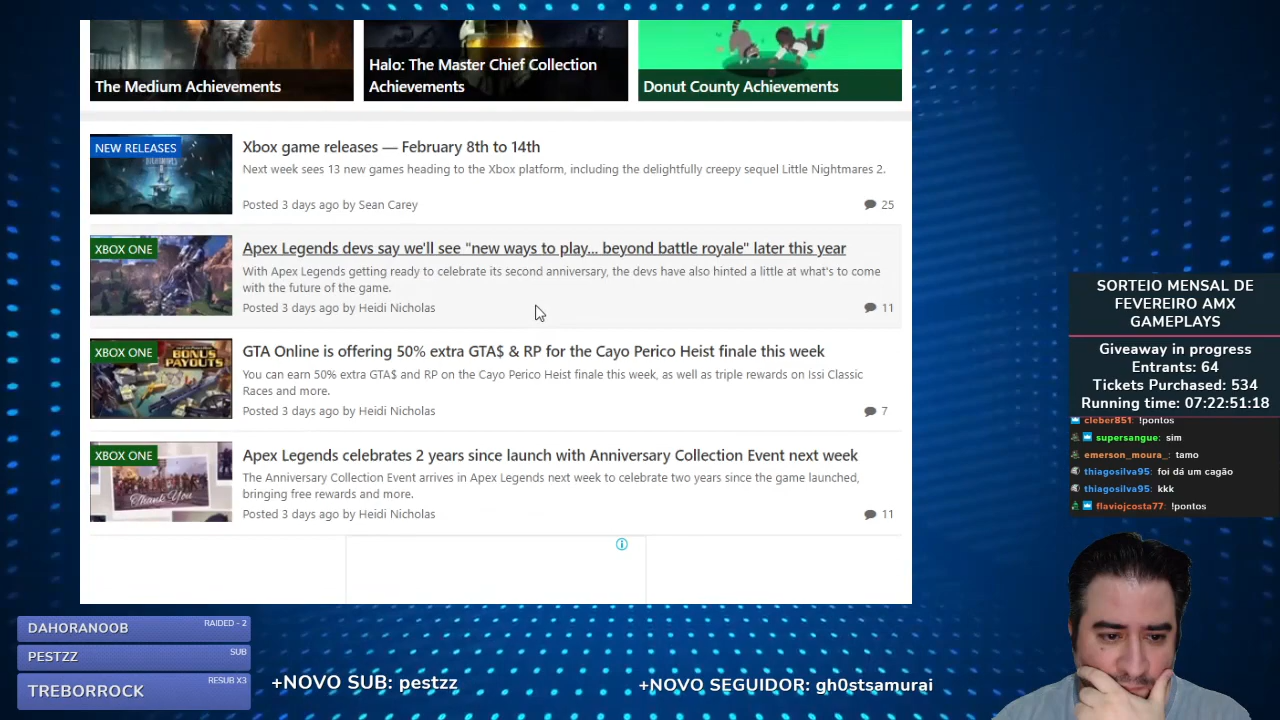 The Medium Achievements
Halo: The Master Chief Collection
Achievements
Donut County Achievements
NEW RELEASES
Xbox game releases — February 8th to 14th
Next week sees 13 new games heading to the Xbox platform, including the delightfully creepy sequel Little Nightmares 2.
Posted 3 days ago by Sean Carey
25
XBOX ONE
Apex Legends devs say we'll see "new ways to play... beyond battle royale" later this year
With Apex Legends getting ready to celebrate its second anniversary, the devs have also hinted a little at what's to come
with the future of the game.
Posted 3 days ago by Heidi Nicholas
11
XBOX ONE
BONUS
PAYOUTS
GTA Online is offering 50% extra GTA$ & RP for the Cayo Perico Heist finale this week
You can earn 50% extra GTA$ and RP on the Cayo Perico Heist finale this week, as well as triple rewards on Issi Classic
Races and more.
Posted 3 days ago by Heidi Nicholas
7
XBOX ONE
Thank You
Apex Legends celebrates 2 years since launch with Anniversary Collection Event next week
The Anniversary Collection Event arrives in Apex Legends next week to celebrate two years since the game launched,
bringing free rewards and more.
Posted 3 days ago by Heidi Nicholas
11
SORTEIO MENSAL DE
FEVEREIRO AMX
GAMEPLAYS
Giveaway in progress
Entrants: 64
Tickets Purchased: 534
Running time: 07:22:51:18
cleber851: !pontos
supersangue: sim
emerson_moura_: tamo
thiagosilva95: foi dá um cagão
thiagosilva95: kkk
flaviojcosta77: !pontos
DAHORANOOB RAIDED - 2
PESTZZ SUB
TREBORROCK RESUB X3
+NOVO SUB: pestzz
+NOVO SEGUIDOR: gh0stsamurai